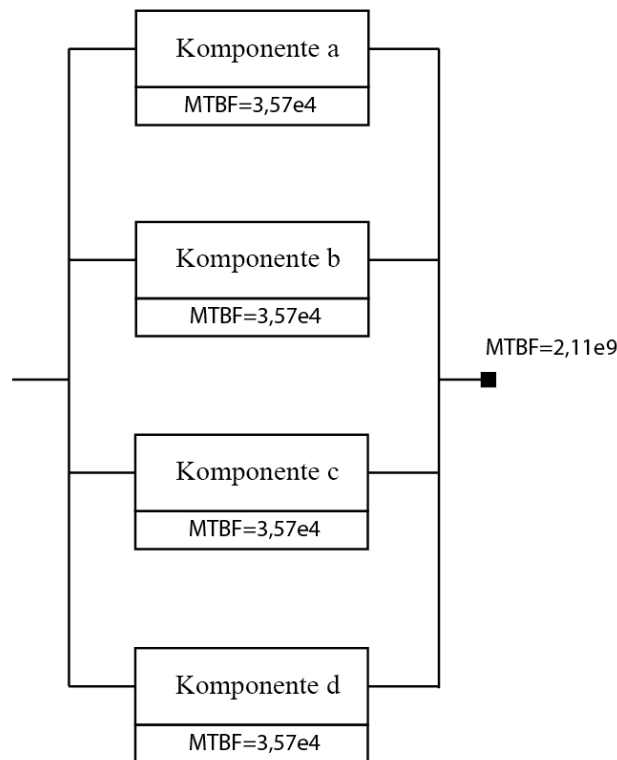 Komponente a
MTBF=3,57e4
Komponente b
MTBF=3,57e4
MTBF=2,11e9
Komponente c
MTBF=3,57e4
Komponente d
MTBF=3,57e4